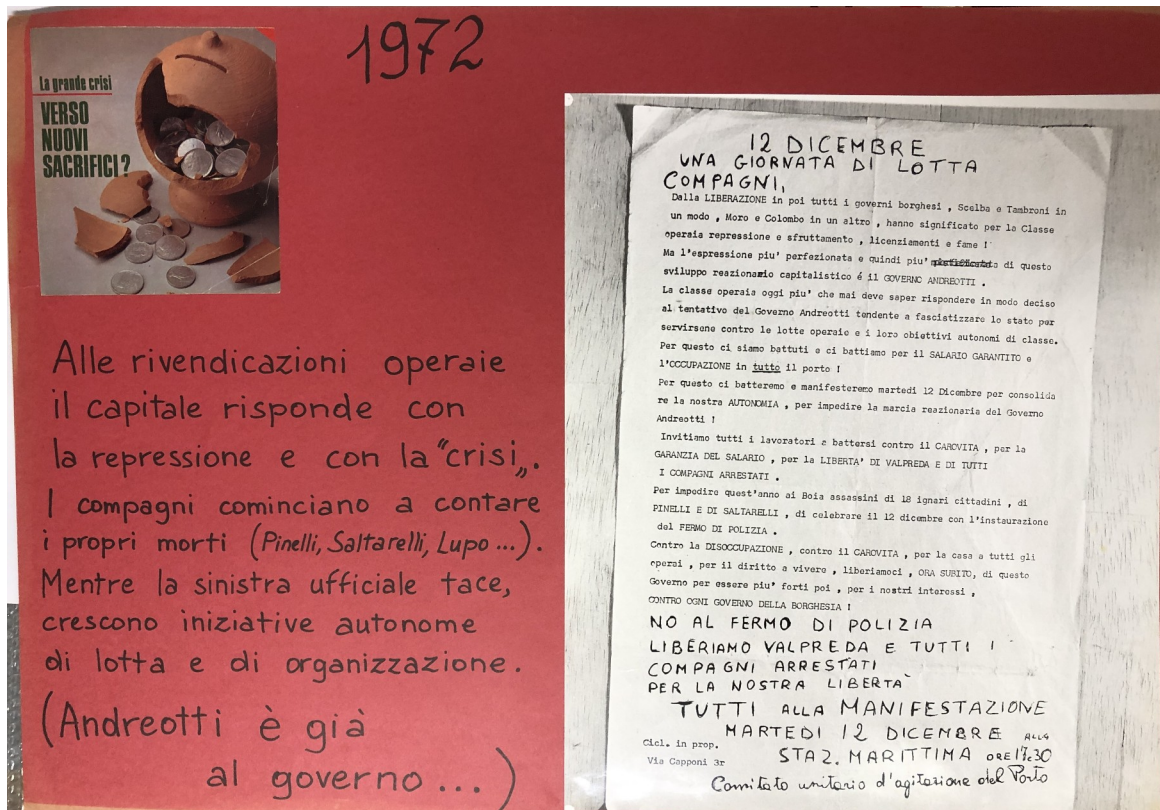 1972
La grande crisi
VERSO
NUOVI
SACRIFICI?
Alle rivendicazioni operaie
il capitale risponde con
la repressione e con la "crisi„.
I compagni cominciano a contare
i propri morti (Pinelli, Saltarelli, Lupo...).
Mentre la sinistra ufficiale tace,
crescono iniziative autonome
di lotta e di organizzazione.
(Andreotti è già
al governo...)
12 DICEMBRE
UNA GIORNATA DI LOTTA
COMPAGNI,
Dalla LIBERAZIONE in poi tutti i governi borghesi , Scelba e Tambroni in
un modo , Moro e Colombo in un altro , hanno significato per la Classe
operaia repressione e sfruttamento , licenziamenti e fame !
Ma l'espressione piu' perfezionata e quindi piu' di questo
sviluppo reazionario capitalistico é il GOVERNO ANDREOTTI .
La classe operaia oggi piu' che mai deve saper rispondere in modo deciso
al tentativo del Governo Andreotti tendente a fascistizzare lo stato per
servirsene contro le lotte operaie e i loro obiettivi autonomi di classe.
Per questo ci siamo battuti e ci battiamo per il SALARIO GARANTITO e
l'OCCUPAZIONE in tutto il porto !
Per questo ci batteremo e manifesteremo martedi 12 Dicembre per consolida
re la nostra AUTONOMIA , per impedire la marcia reazionaria del Governo
Andreotti !
Invitiamo tutti i lavoratori a battersi contro il CAROVITA , per la
GARANZIA DEL SALARIO , per la LIBERTA' DI VALPREDA E DI TUTTI
I COMPAGNI ARRESTATI .
Per impedire quest'anno ai Boia assassini di 18 ignari cittadini , di
PINELLI E DI SALTARELLI , di celebrare il 12 dicembre con l'instaurazione
del FERMO DI POLIZIA .
Contro la DISOCCUPAZIONE , contro il CAROVITA , per la casa a tutti gli
operai , per il diritto a vivere , liberiamoci , ORA SUBITO, di questo
Governo per essere piu' forti poi , per i nostri interessi ,
CONTRO OGNI GOVERNO DELLA BORGHESIA !
NO AL FERMO DI POLIZIA
LIBERIAMO VALPREDA E TUTTI I
COMPAGNI ARRESTATI
PER LA NOSTRA LIBERTÀ
TUTTI ALLA MANIFESTAZIONE
MARTEDI 12 DICEMBRE ALLA
STAZ. MARITTIMA ORE 17.30
Cicl. in prop.
Via Capponi 3r
Comitato unitario d'agitazione del Porto